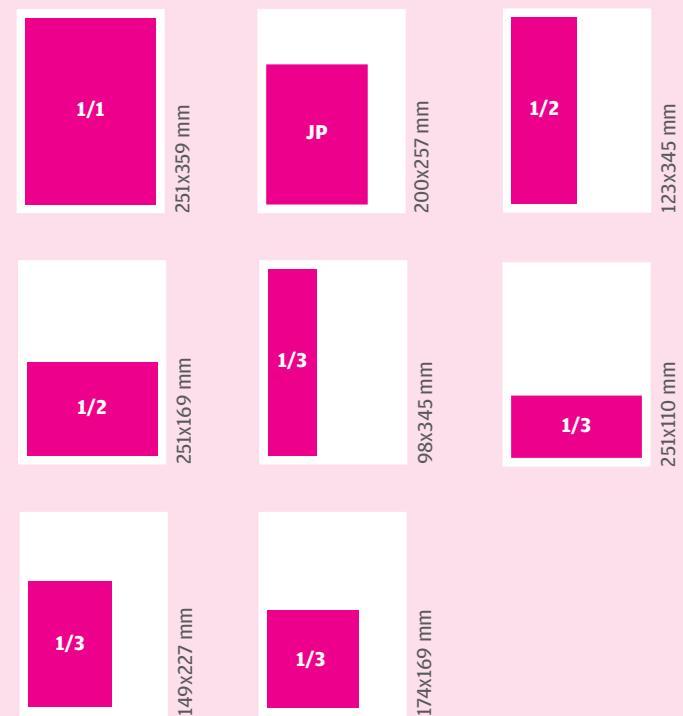 1/1
251x359 mm
JP
200x257 mm
1/2
123x345 mm
1/2
251x169 mm
1/3
98x345 mm
1/3
251x110 mm
1/3
149x227 mm
1/3
174x169 mm